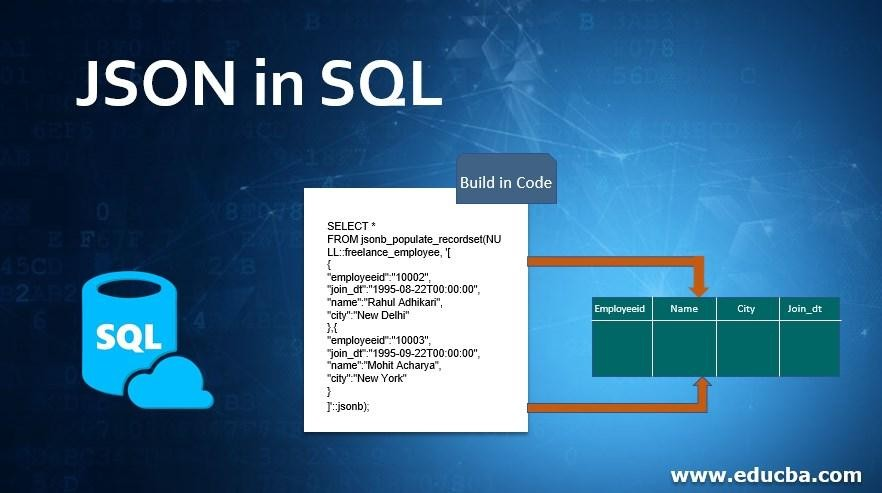 JSON in SQL
Build in Code
SELECT *
FROM jsonb_populate_recordset(NU
LL::freelance_employee, '[
{
"employeeid":"10002",
"join_dt":"1995-08-22T00:00:00",
"name":"Rahul Adhikari",
"city":"New Delhi"
},{
"employeeid":"10003",
"join_dt":"1995-09-22T00:00:00",
"name":"Mohit Acharya",
"city":"New York"
}
]'::jsonb);
SQL
Employeeid Name City Join_dt
www.educba.com